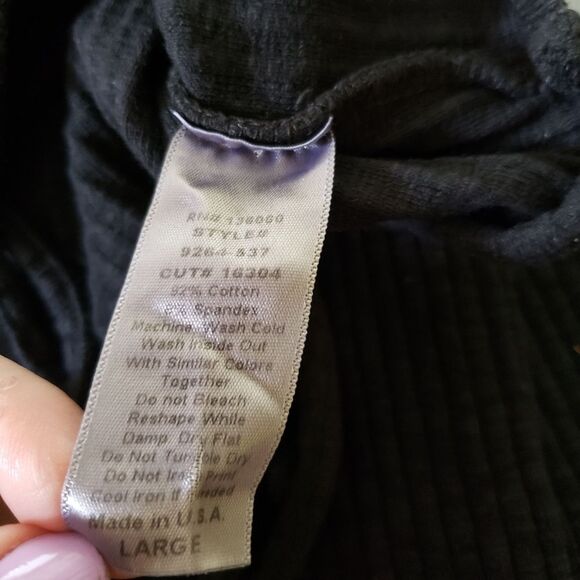 RN# 136060
STYLE#
9264-537
CUT# 16304
92% Cotton
8% Spandex
Machine Wash Cold
Wash Inside Out
With Similar Colors
Together
Do not Bleach
Reshape While
Damp Dry Flat
Do Not Tumble Dry
Do Not Iron Print
Cool Iron If Needed
Made in U.S.A.
LARGE